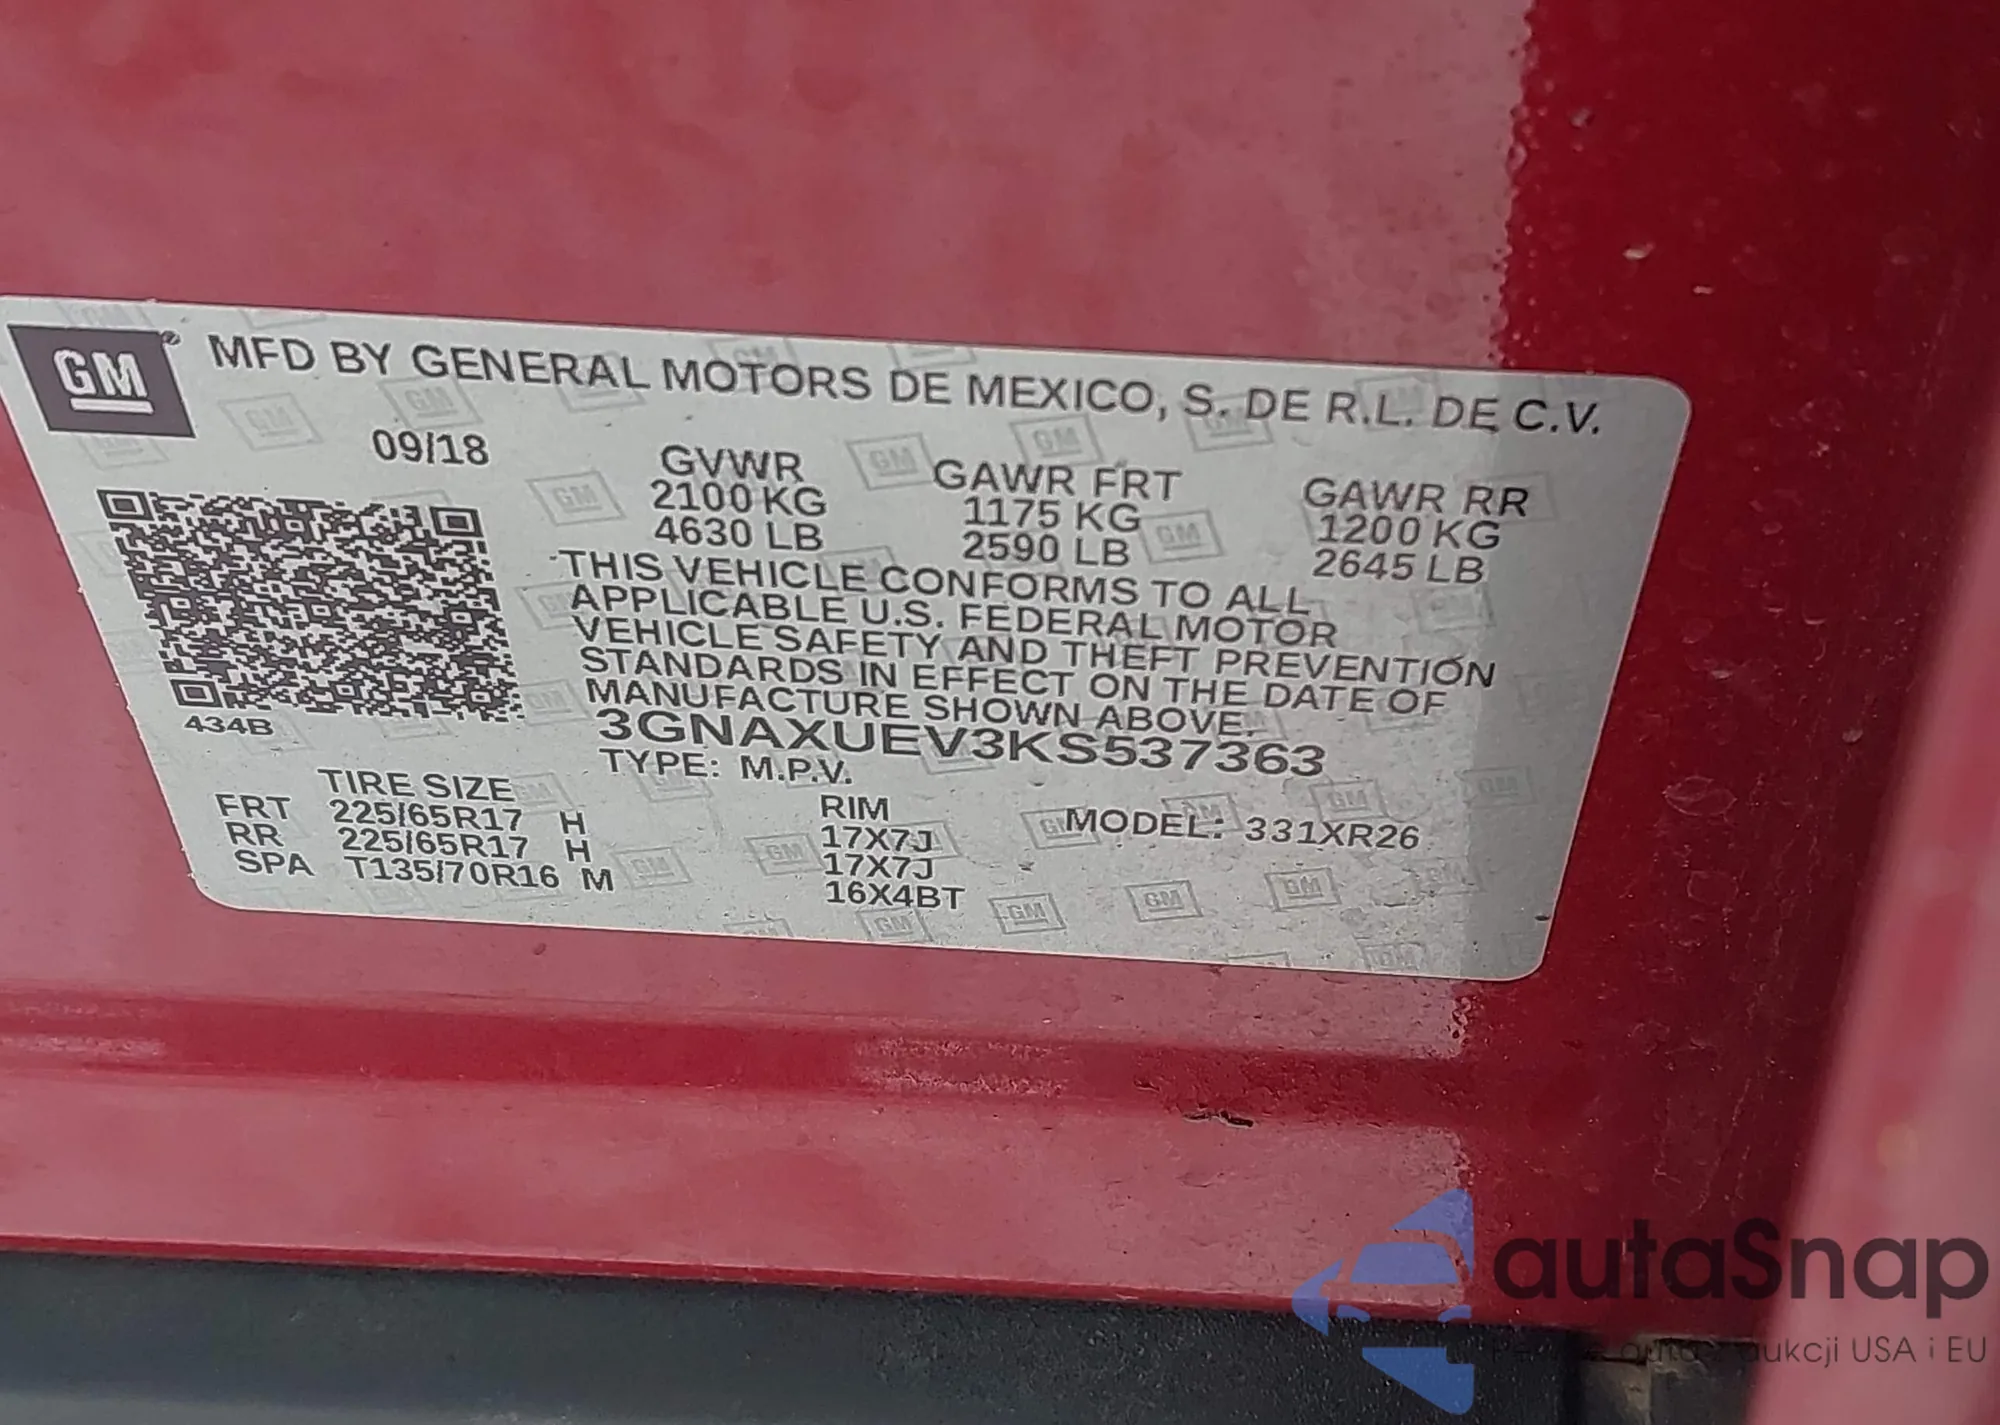 GM
MFD BY GENERAL MOTORS DE MEXICO, S. DE R.L. DE C.V.
09/18
GVWR GAWR FRT GAWR RR
2100 KG 1175 KG 1200 KG
4630 LB 2590 LB 2645 LB
THIS VEHICLE CONFORMS TO ALL
APPLICABLE U.S. FEDERAL MOTOR
VEHICLE SAFETY AND THEFT PREVENTION
STANDARDS IN EFFECT ON THE DATE OF
MANUFACTURE SHOWN ABOVE.
434B
3GNAXUEV3KS537363
TYPE: M.P.V.
TIRE SIZE RIM MODEL: 331XR26
FRT 225/65R17 H 17X7J
RR 225/65R17 H 17X7J
SPA T135/70R16 M 16X4BT
autaSnap
aukcji USA i EU